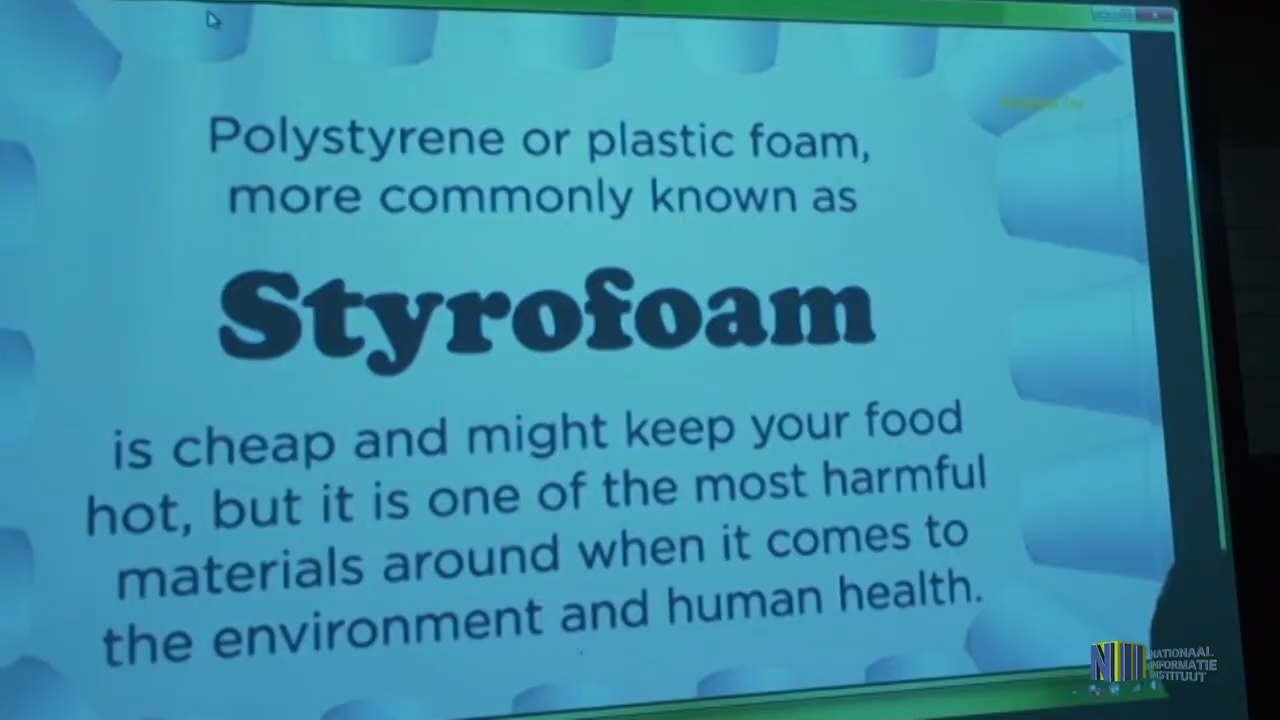 Polystyrene or plastic foam,
more commonly known as
Styrofoam
is cheap and might keep your food
hot, but it is one of the most harmful
materials around when it comes to
the environment and human health.
NII NATIONAAL
INFORMATIE
INSTITUUT